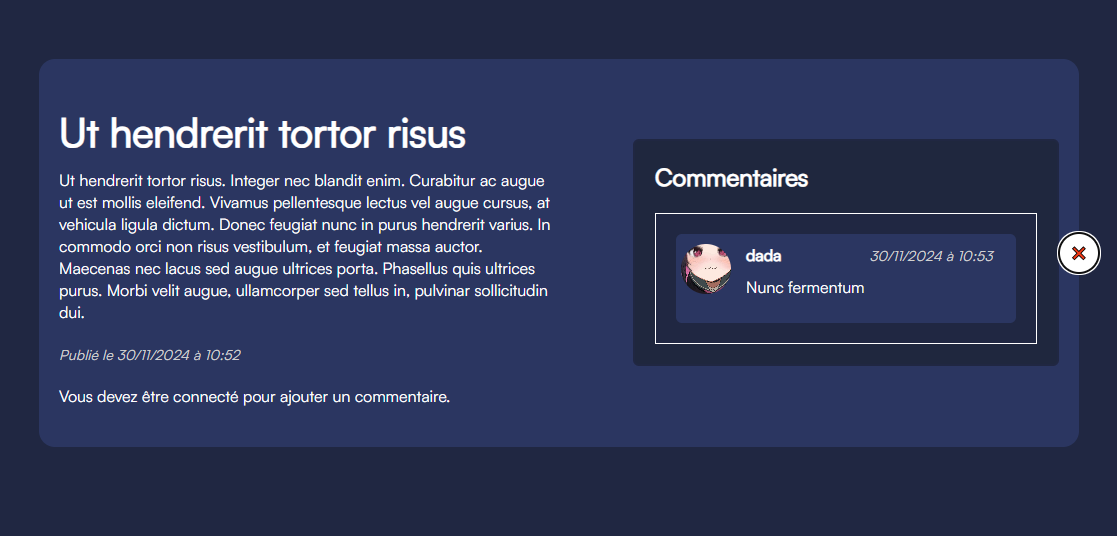 Ut hendrerit tortor risus
Ut hendrerit tortor risus. Integer nec blandit enim. Curabitur ac augue
ut est mollis eleifend. Vivamus pellentesque lectus vel augue cursus, at
vehicula ligula dictum. Donec feugiat nunc in purus hendrerit varius. In
commodo orci non risus vestibulum, et feugiat massa auctor.
Maecenas nec lacus sed augue ultrices porta. Phasellus quis ultrices
purus. Morbi velit augue, ullamcorper sed tellus in, pulvinar sollicitudin
dui.
Publié le 30/11/2024 à 10:52
Vous devez être connecté pour ajouter un commentaire.
Commentaires
dada 30/11/2024 à 10:53
Nunc fermentum